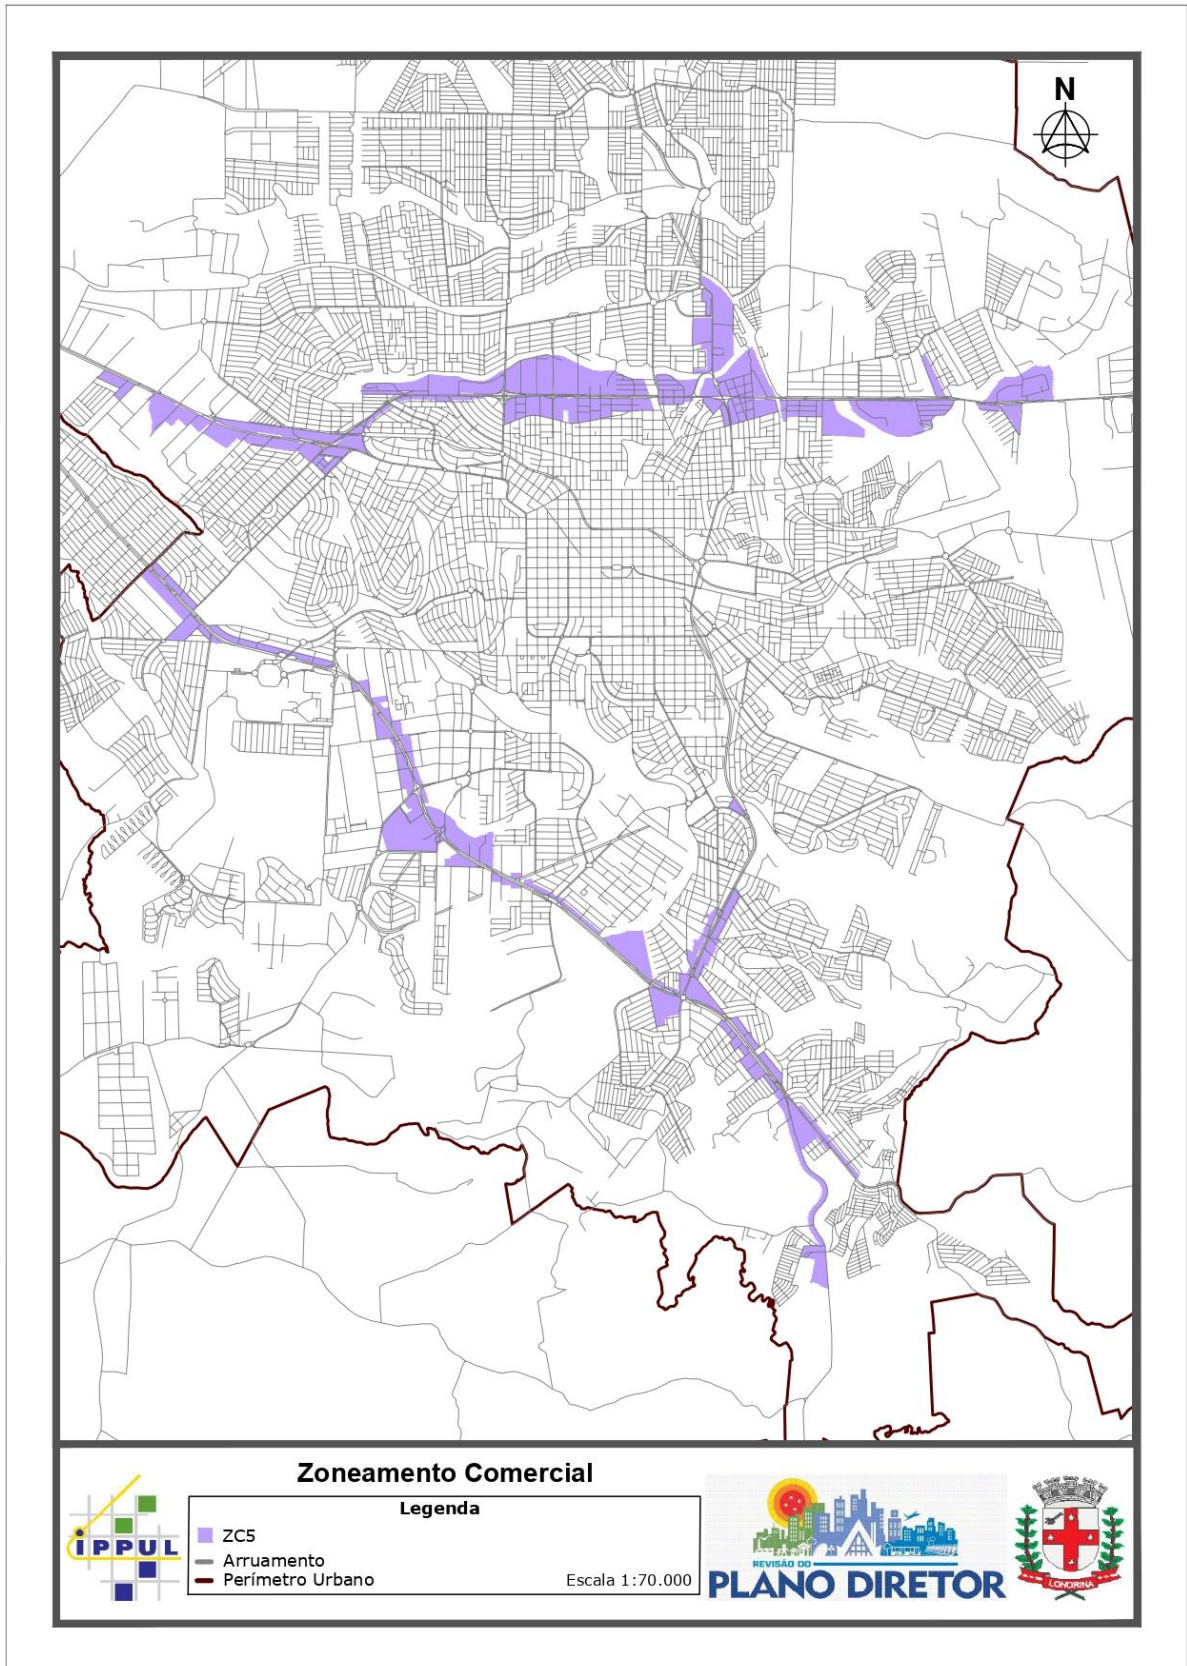 N
Zoneamento Comercial
Legenda
ZC5
Arruamento
Perímetro Urbano
Escala 1:70.000
IPPUL
REVISÃO DO
PLANO DIRETOR
LONDRINA